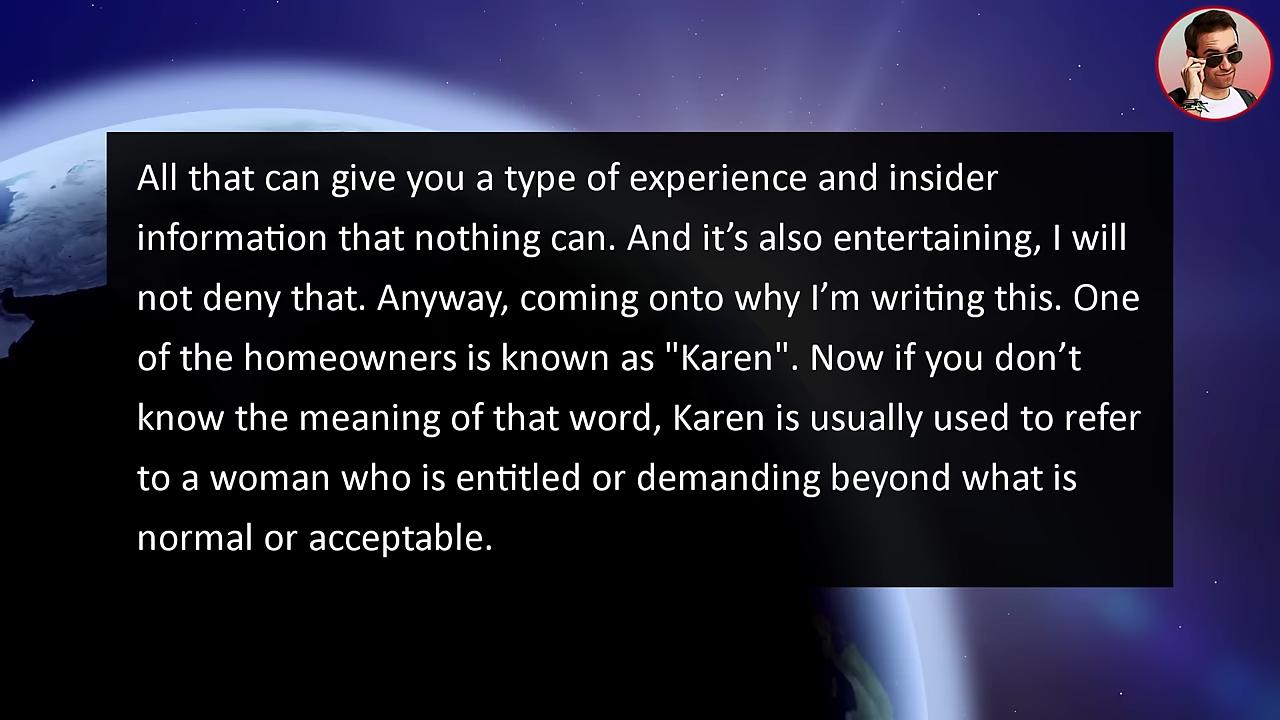 All that can give you a type of experience and insider
information that nothing can. And it’s also entertaining, I will
not deny that. Anyway, coming onto why I’m writing this. One
of the homeowners is known as "Karen". Now if you don’t
know the meaning of that word, Karen is usually used to refer
to a woman who is entitled or demanding beyond what is
normal or acceptable.